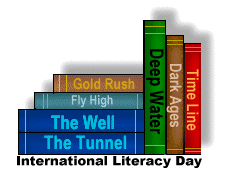 Gold Rush
Fly High
The Well
The Tunnel
Deep Water
Dark Ages
Time Line
International Literacy Day